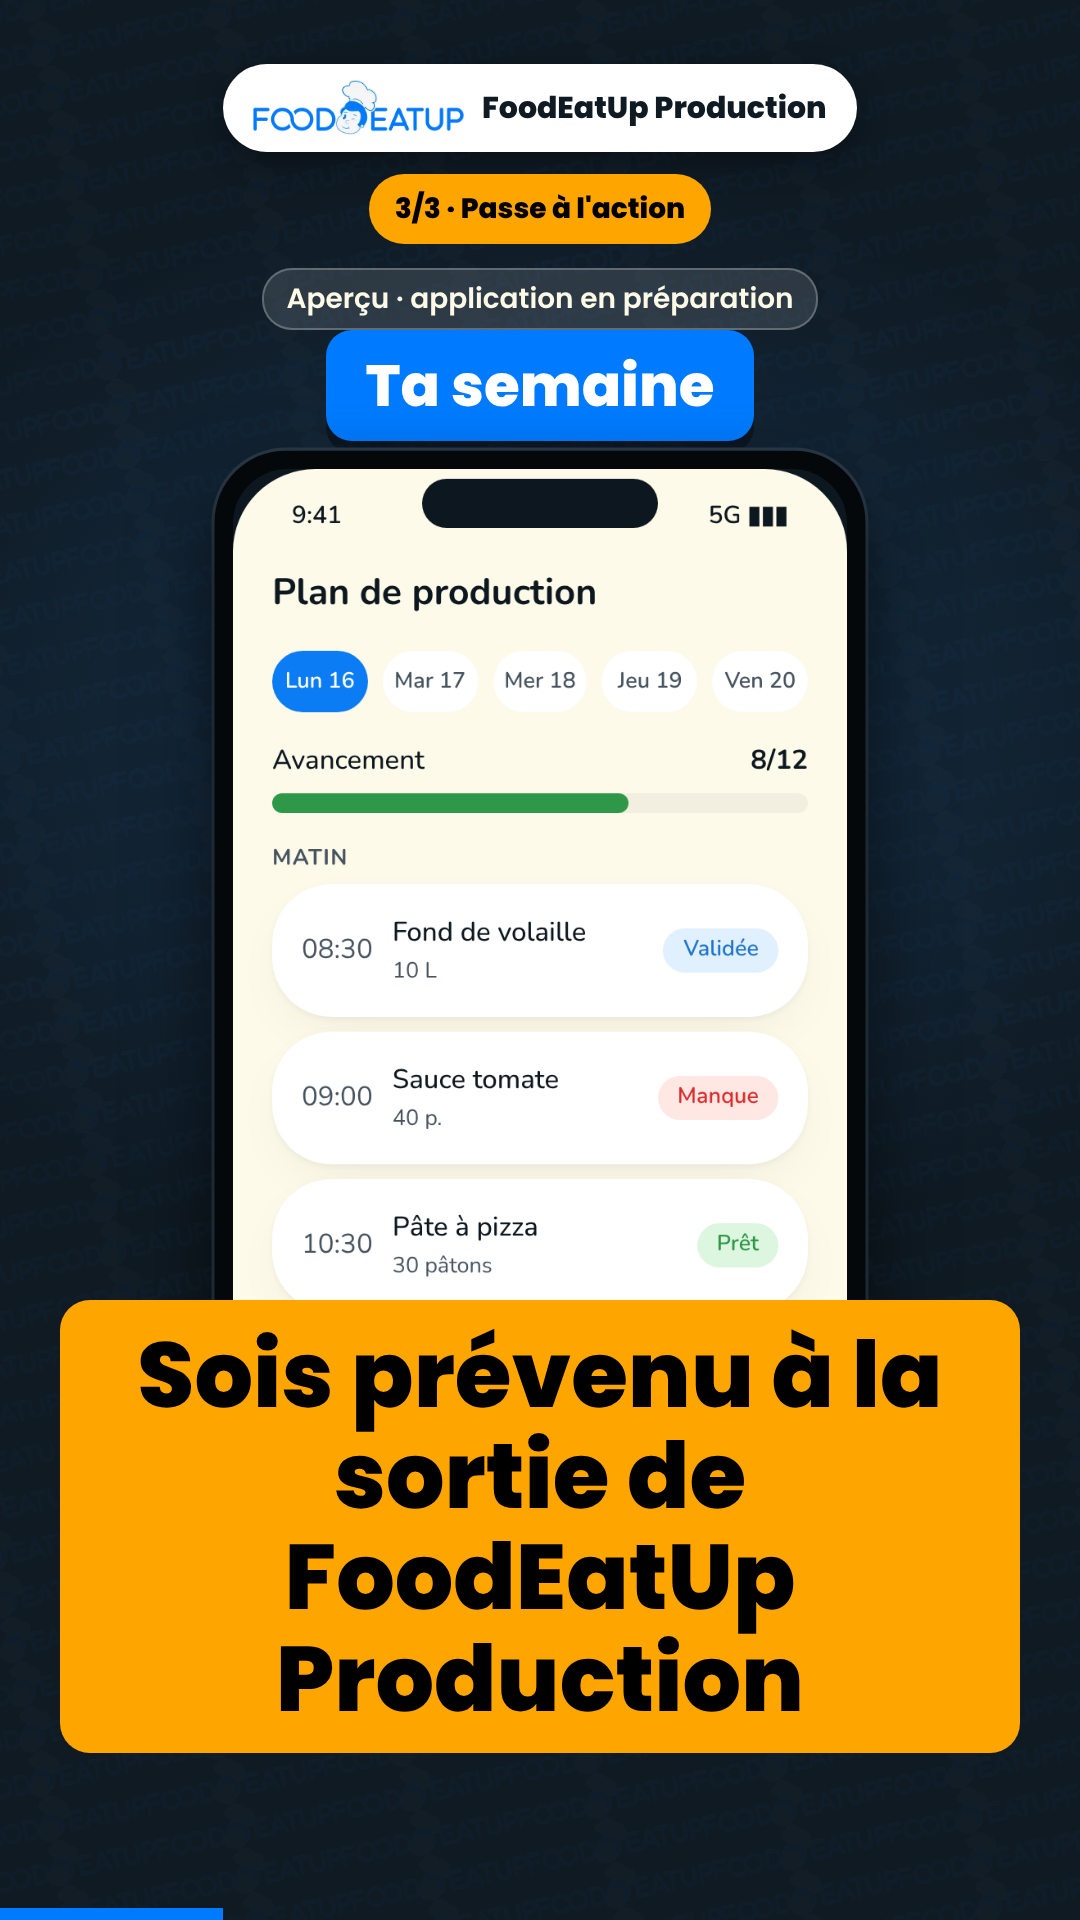 FOODEATUP FoodEatUp Production
3/3 · Passe à l'action
Aperçu · application en préparation
Ta semaine
9:41 5G
Plan de production
Lun 16 Mar 17 Mer 18 Jeu 19 Ven 20
Avancement 8/12
MATIN
08:30 Fond de volaille Validée
10 L
09:00 Sauce tomate Manque
40 p.
10:30 Pâte à pizza Prêt
30 pâtons
Sois prévenu à la
sortie de
FoodEatUp
Production